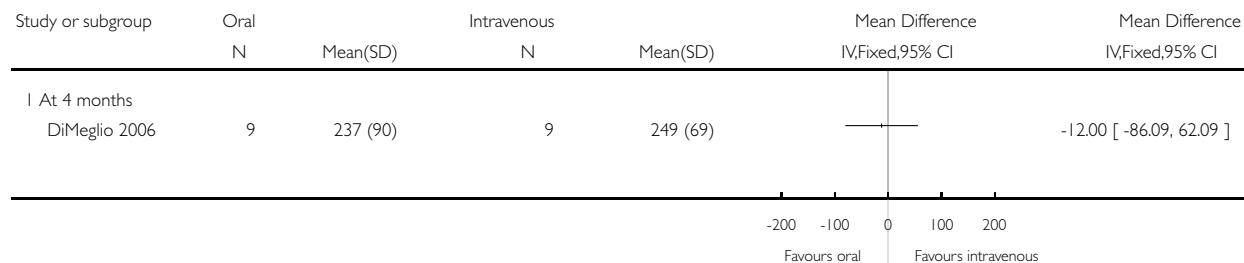 Study or subgroup Oral Intravenous Mean Difference Mean Difference
N Mean(SD) N Mean(SD) IV,Fixed,95% CI IV,Fixed,95% CI
1 At 4 months
DiMeglio 2006 9 237 (90) 9 249 (69) -12.00 [ -86.09, 62.09 ]
-200 -100 0 100 200
Favours oral Favours intravenous